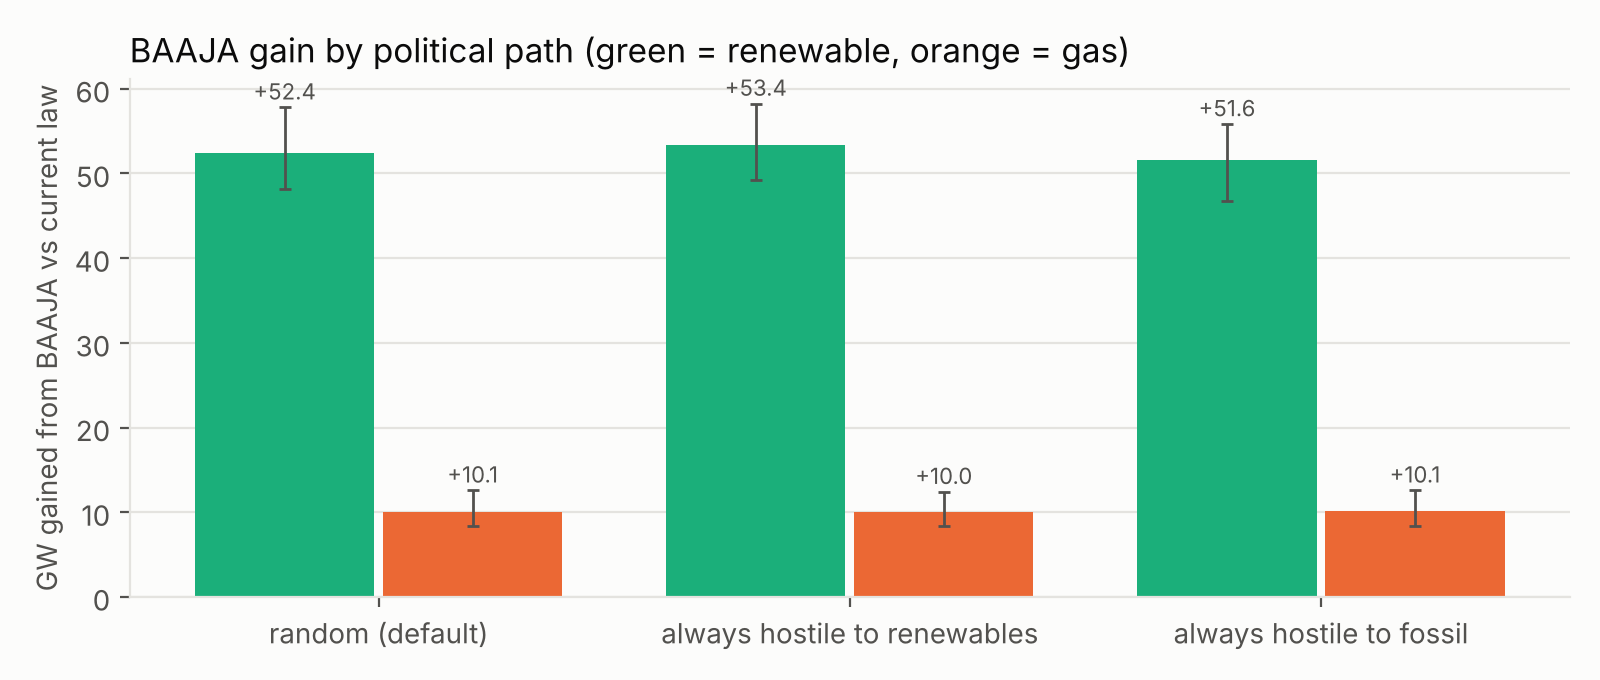 BAAJA gain by political path (green = renewable, orange = gas)
GW gained from BAAJA vs current law
60
50
40
30
20
10
0
+52.4
+10.1
+53.4
+10.0
+51.6
+10.1
random (default)
always hostile to renewables
always hostile to fossil